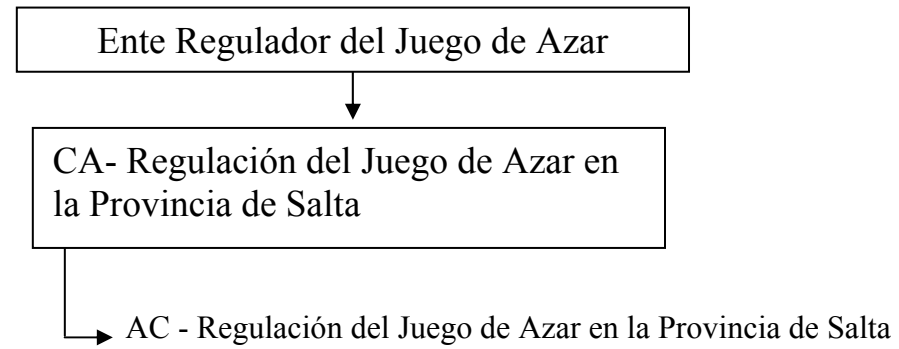 Ente Regulador del Juego de Azar
CA- Regulación del Juego de Azar en
la Provincia de Salta
AC - Regulación del Juego de Azar en la Provincia de Salta